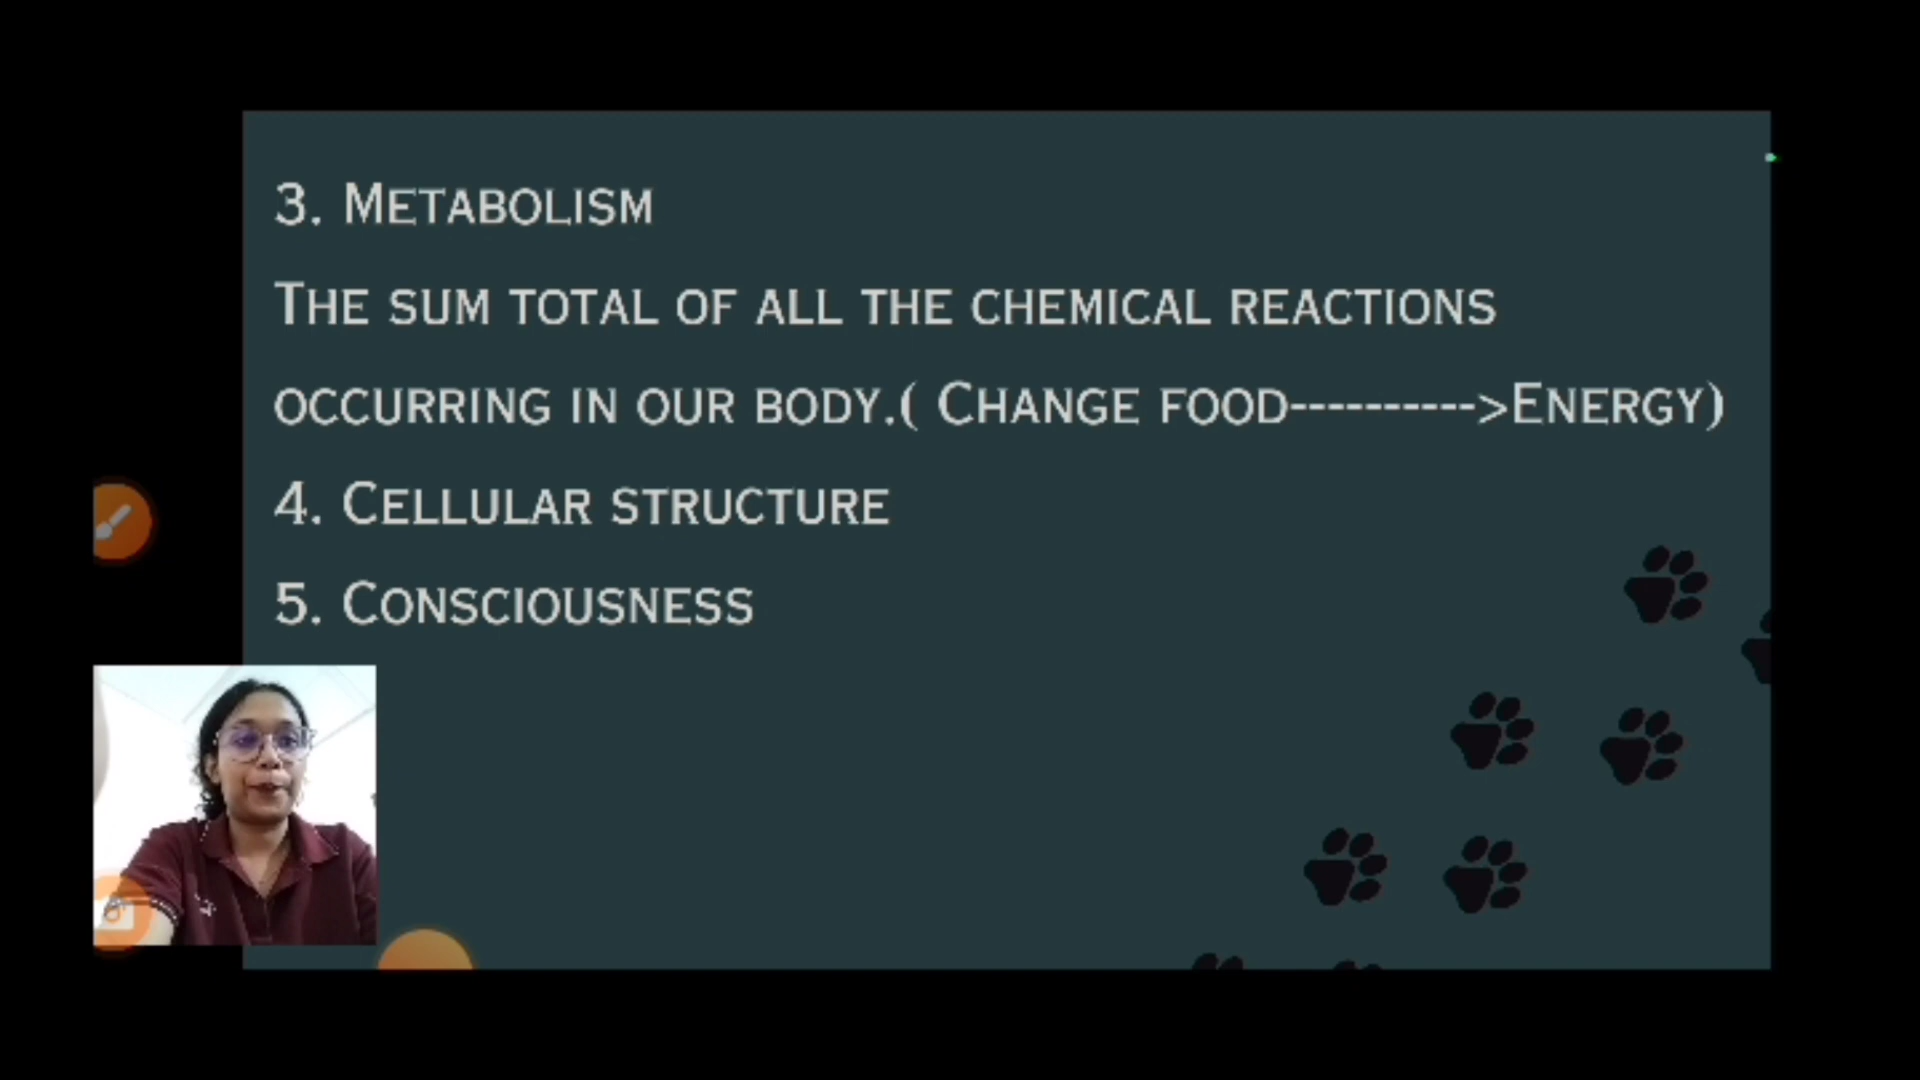 3. Metabolism
The sum total of all the chemical reactions
occurring in our body.( Change food---------->Energy)
4. Cellular structure
5. Consciousness